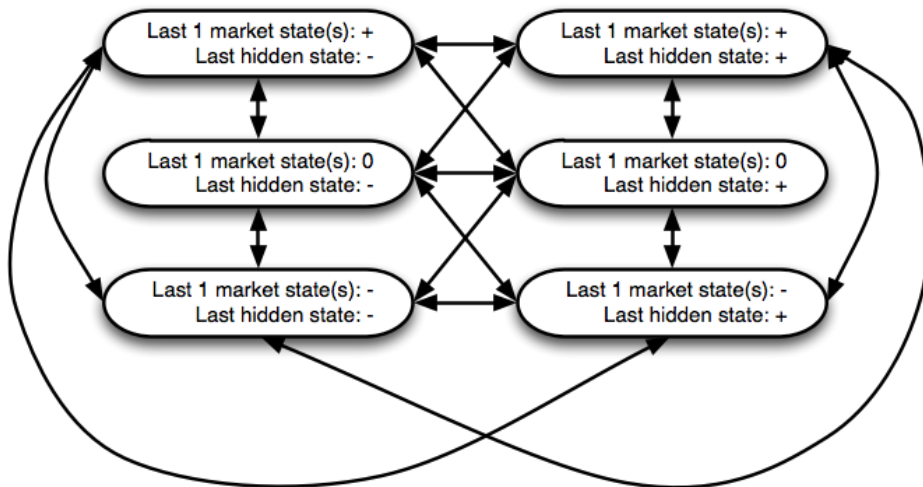 Last 1 market state(s): +
Last hidden state: -
Last 1 market state(s): +
Last hidden state: +
Last 1 market state(s): 0
Last hidden state: -
Last 1 market state(s): 0
Last hidden state: +
Last 1 market state(s): -
Last hidden state: -
Last 1 market state(s): -
Last hidden state: +